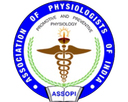 ASSOCIATION OF PHYSIOLOGISTS OF INDIA
PROMOTIVE AND PREVENTIVE
PHYSIOLOGY
ASSOPI